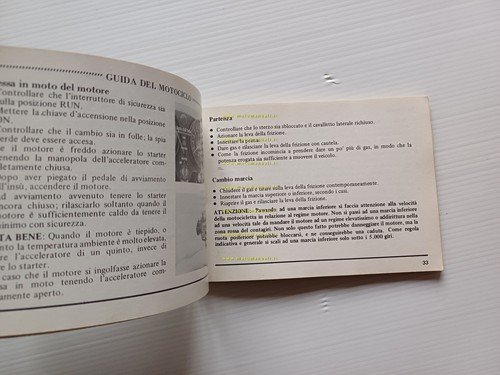 GUIDA DEL MOTOCICLO
essa in moto del motore
Controllare che l'interruttore di sicurezza sia
sulla posizione RUN.
Mettere la chiave d'accensione nella posizione
ON.
Controllare che il cambio sia in folle; la spia
verde deve essere accesa.
il motore è freddo azionare lo starter
tenendo la manopola dell'acceleratore com-
pletamente chiusa.
Dopo aver piegato il pedale di avviamento
all'insù, accendere il motore.
ad avviamento avvenuto tenere lo starter
ancora chiuso; rilasciarlo soltanto quando il
motore è sufficientemente caldo da tenere il
minimo con sicurezza.
TA BENE: Quando il motore è tiepido, o
quanto la temperatura ambiente è molto elevata,
l'acceleratore di un quinto, invece di
lo starter.
caso che il motore si ingolfasse azionare la
in moto tenendo l'acceleratore com-
tamente aperto.
Partenza
Controllare che lo sterzo sia sbloccato e il cavalletto laterale richiuso.
Azionare la leva della frizione.
Innestare la prima.
Dare gas e rilasciare la leva della frizione con cautela.
Come la frizione incomincia a prendere dare un po' più di gas, in modo che la
potenza erogata sia sufficiente a muovere il veicolo.
Cambio marcia
Chiudere il gas e tirare sulla leva della frizione contemporaneamente.
Innestare la marcia superiore o inferiore, secondo i casi.
Riaprire il gas e rilasciare la leva della frizione.
ATTENZIONE: Passando ad una marcia inferiore si faccia attenzione alla velocità
della motocicletta in relazione al regime motore. Non si passi ad una marcia inferiore
ad una velocità tale da mandare il motore ad un regime elevatissimo o addirittura nella
zona rossa del contagiri. Non solo questo fatto potrebbe danneggiare il motore, ma la
ruota posteriore potrebbe bloccarsi, e ne conseguirebbe una caduta. Come regola
indicativa e generale si scali ad una marcia inferiore solo sotto i 5.000 giri.
33